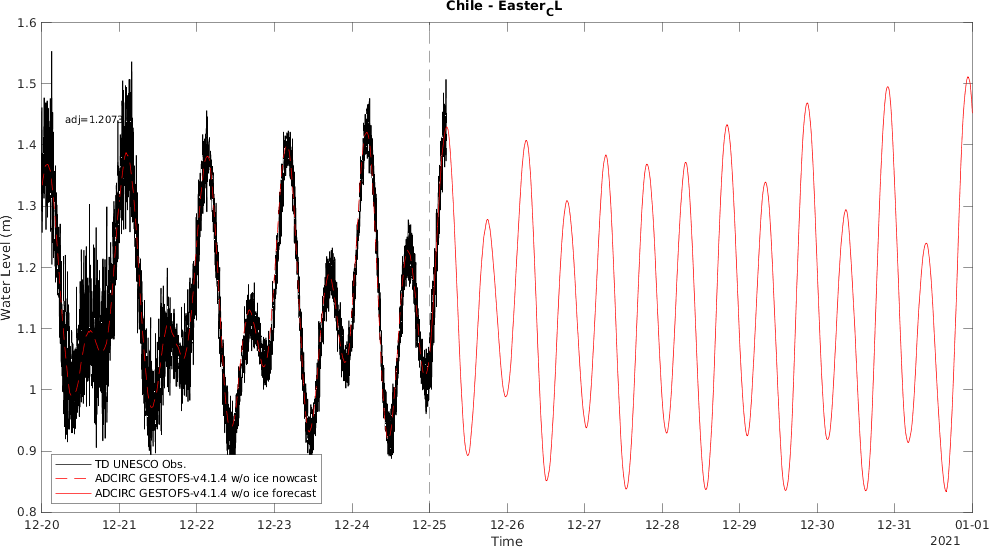 Chile - Easter_CL
1.6
1.5
1.4
1.3
1.2
1.1
1
0.9
0.8
Water Level (m)
adj=1.2073
TD UNESCO Obs.
ADCIRC GESTOFS-v4.1.4 w/o ice nowcast
ADCIRC GESTOFS-v4.1.4 w/o ice forecast
12-20 12-21 12-22 12-23 12-24 12-25 12-26 12-27 12-28 12-29 12-30 12-31 01-01
Time
2021